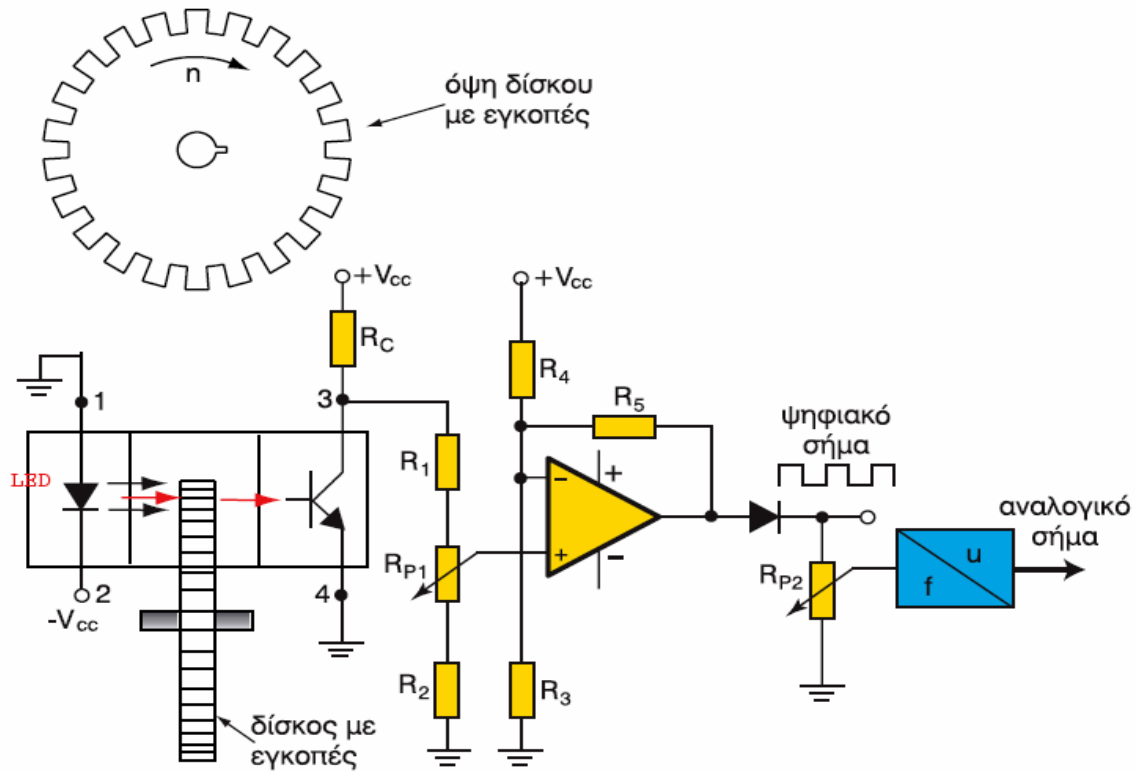 n
όψη δίσκου
με εγκοπές
+Vcc
RC
+Vcc
R4
1
3
R5
ψηφιακό
σήμα
LED
R1
+
−
αναλογικό
σήμα
RP1
+
−
RP2
u
f
2
-Vcc
4
R2
R3
δίσκος με
εγκοπές